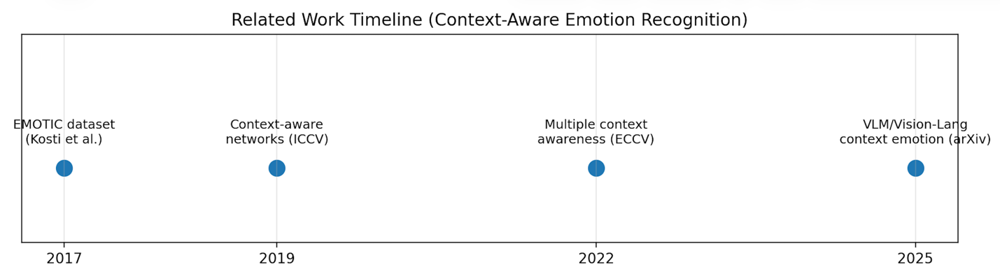 Related Work Timeline (Context-Aware Emotion Recognition)
EMOTIC dataset
(Kosti et al.)
Context-aware
networks (ICCV)
Multiple context
awareness (ECCV)
VLM/Vision-Lang
context emotion (arXiv)
2017
2019
2022
2025